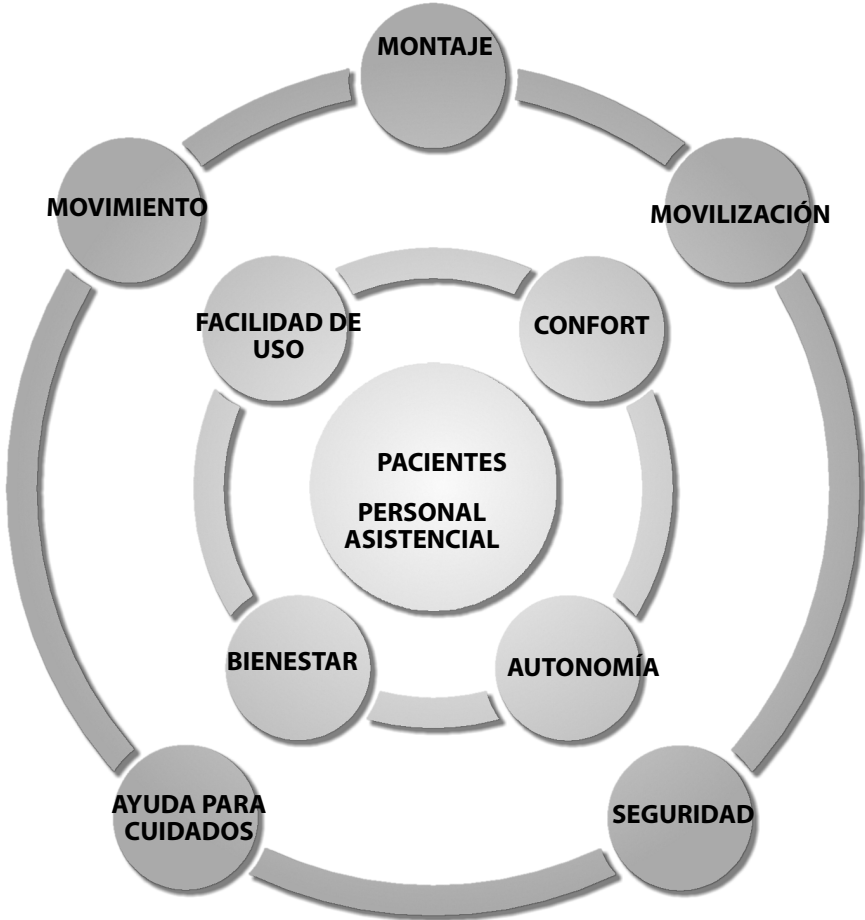 MONTAJE
MOVIMIENTO
MOVILIZACIÓN
FACILIDAD DE
USO
CONFORT
PACIENTES
PERSONAL
ASISTENCIAL
BIENESTAR
AUTONOMÍA
AYUDA PARA
CUIDADOS
SEGURIDAD